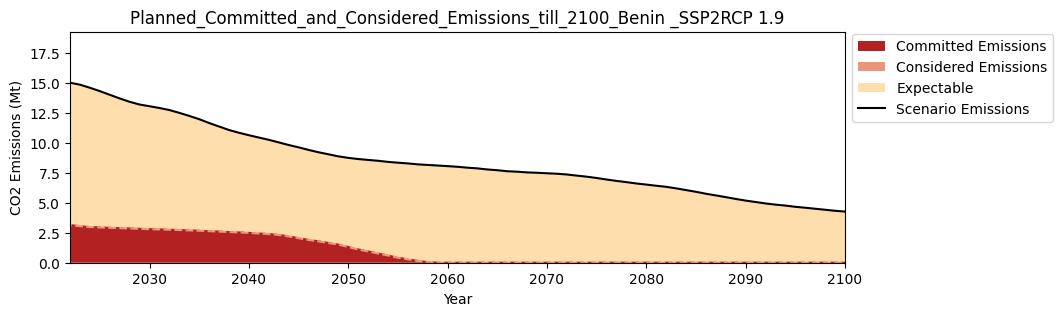 Planned_Committed_and_Considered_Emissions_till_2100_Benin _SSP2RCP 1.9
CO2 Emissions (Mt)
17.5
15.0
12.5
10.0
7.5
5.0
2.5
0.0
2030
2040
2050
2060
2070
2080
2090
2100
Year
Committed Emissions
Considered Emissions
Expectable
Scenario Emissions